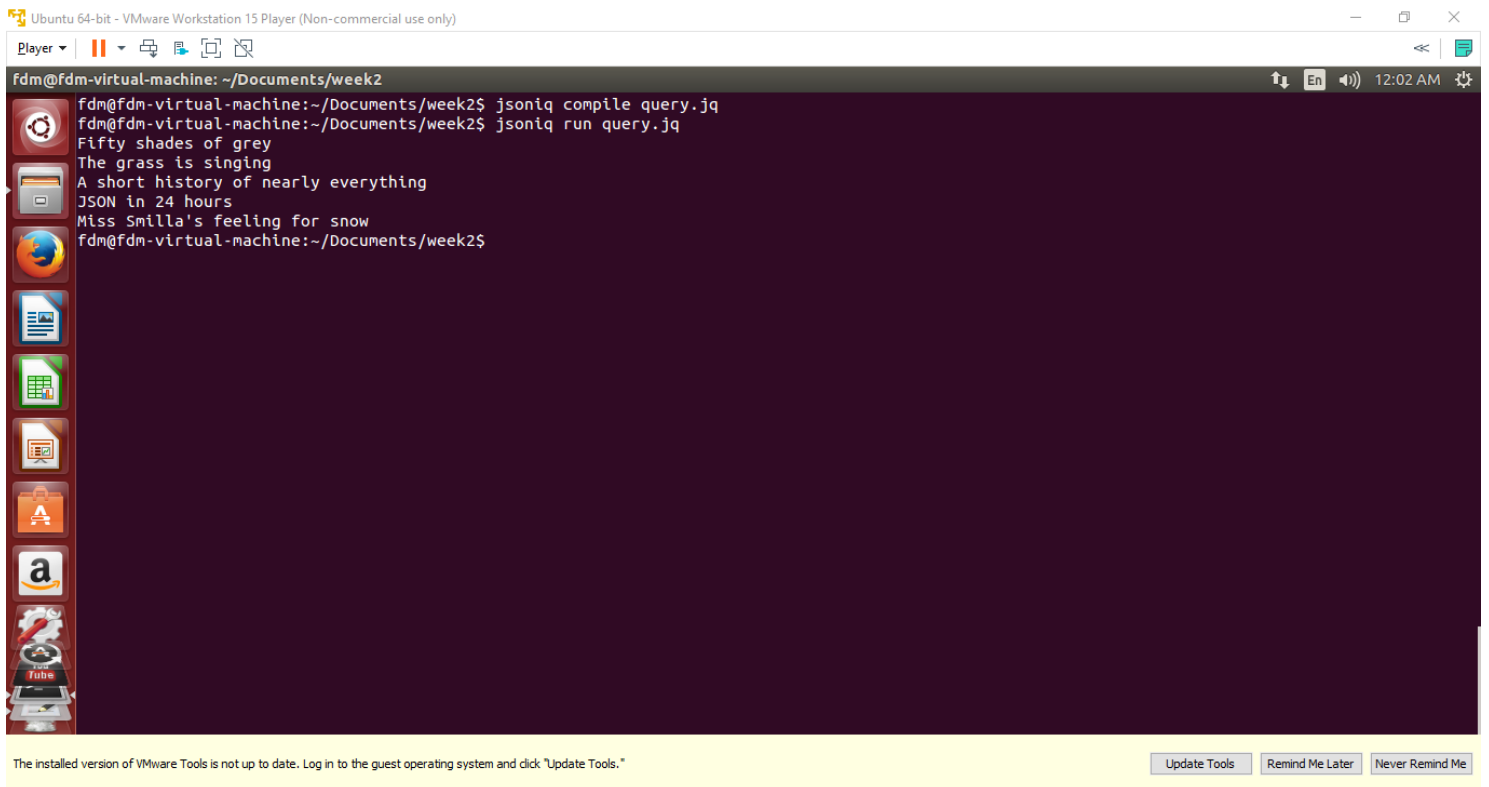 Ubuntu 64-bit - VMware Workstation 15 Player (Non-commercial use only)
Player
fdm@fdm-virtual-machine: ~/Documents/week2
En 12:02 AM
fdm@fdm-virtual-machine:~/Documents/week2$ jsoniq compile query.jq
fdm@fdm-virtual-machine:~/Documents/week2$ jsoniq run query.jq
Fifty shades of grey
The grass is singing
A short history of nearly everything
JSON in 24 hours
Miss Smilla's feeling for snow
fdm@fdm-virtual-machine:~/Documents/week2$
a
Tube
The installed version of VMware Tools is not up to date. Log in to the guest operating system and click "Update Tools."
Update Tools Remind Me Later Never Remind Me